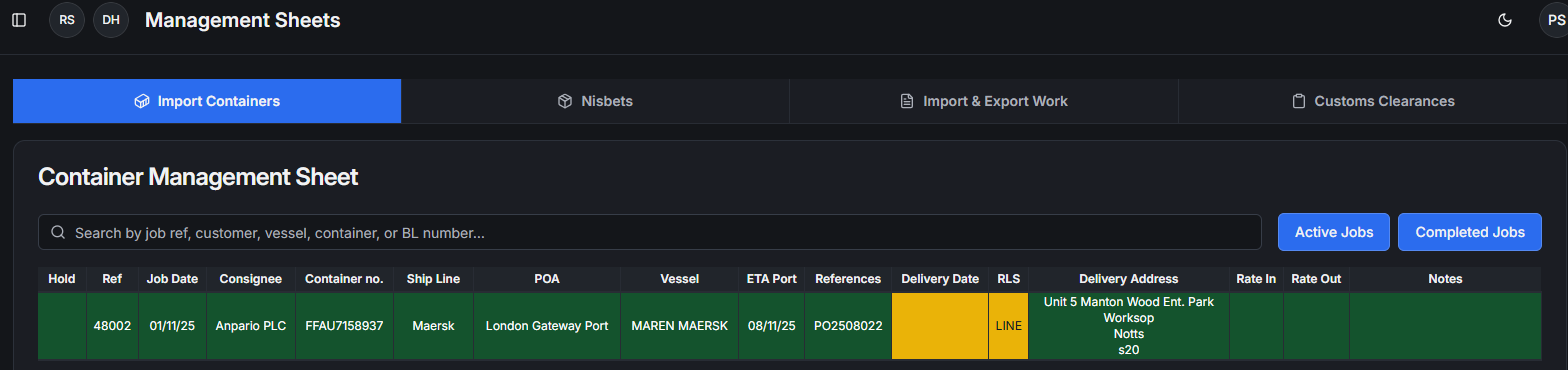 RS DH Management Sheets PS
Import Containers Nisbets Import & Export Work Customs Clearances
Container Management Sheet
Search by job ref, customer, vessel, container, or BL number... Active Jobs Completed Jobs
Hold Ref Job Date Consignee Container no. Ship Line POA Vessel ETA Port References Delivery Date RLS Delivery Address Rate In Rate Out Notes
48002 01/11/25 Anpario PLC FFAU7158937 Maersk London Gateway Port MAREN MAERSK 08/11/25 PO2508022 LINE
Unit 5 Manton Wood Ent. Park
Worksop
Notts
s20